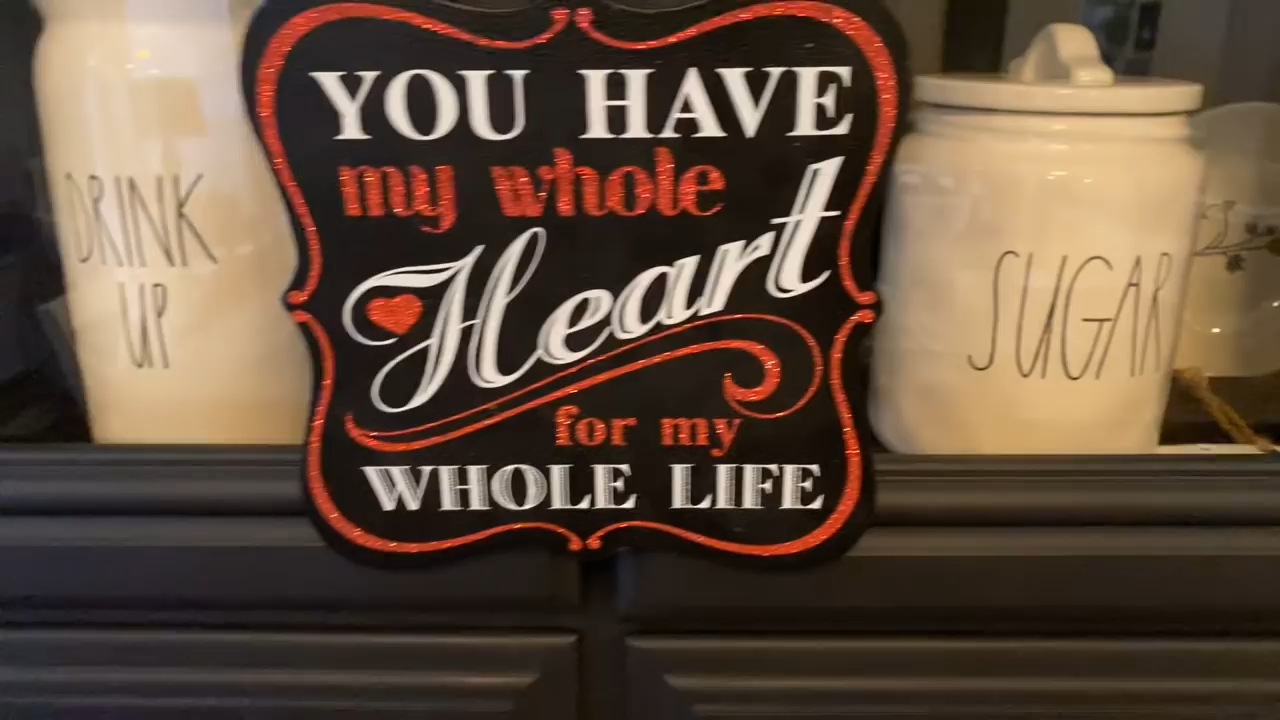 YOU HAVE
my whole
Heart
for my
WHOLE LIFE
DRINK
UP
SUGAR